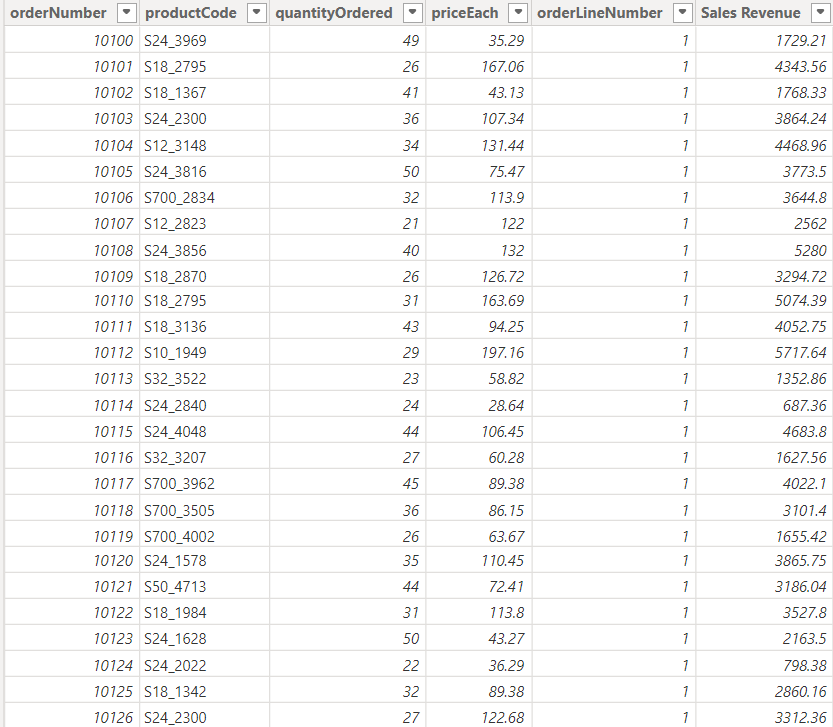 orderNumber productCode quantityOrdered priceEach orderLineNumber Sales Revenue
10100 S24_3969 49 35.29 1 1729.21
10101 S18_2795 26 167.06 1 4343.56
10102 S18_1367 41 43.13 1 1768.33
10103 S24_2300 36 107.34 1 3864.24
10104 S12_3148 34 131.44 1 4468.96
10105 S24_3816 50 75.47 1 3773.5
10106 S700_2834 32 113.9 1 3644.8
10107 S12_2823 21 122 1 2562
10108 S24_3856 40 132 1 5280
10109 S18_2870 26 126.72 1 3294.72
10110 S18_2795 31 163.69 1 5074.39
10111 S18_3136 43 94.25 1 4052.75
10112 S10_1949 29 197.16 1 5717.64
10113 S32_3522 23 58.82 1 1352.86
10114 S24_2840 24 28.64 1 687.36
10115 S24_4048 44 106.45 1 4683.8
10116 S32_3207 27 60.28 1 1627.56
10117 S700_3962 45 89.38 1 4022.1
10118 S700_3505 36 86.15 1 3101.4
10119 S700_4002 26 63.67 1 1655.42
10120 S24_1578 35 110.45 1 3865.75
10121 S50_4713 44 72.41 1 3186.04
10122 S18_1984 31 113.8 1 3527.8
10123 S24_1628 50 43.27 1 2163.5
10124 S24_2022 22 36.29 1 798.38
10125 S18_1342 32 89.38 1 2860.16
10126 S24_2300 27 122.68 1 3312.36